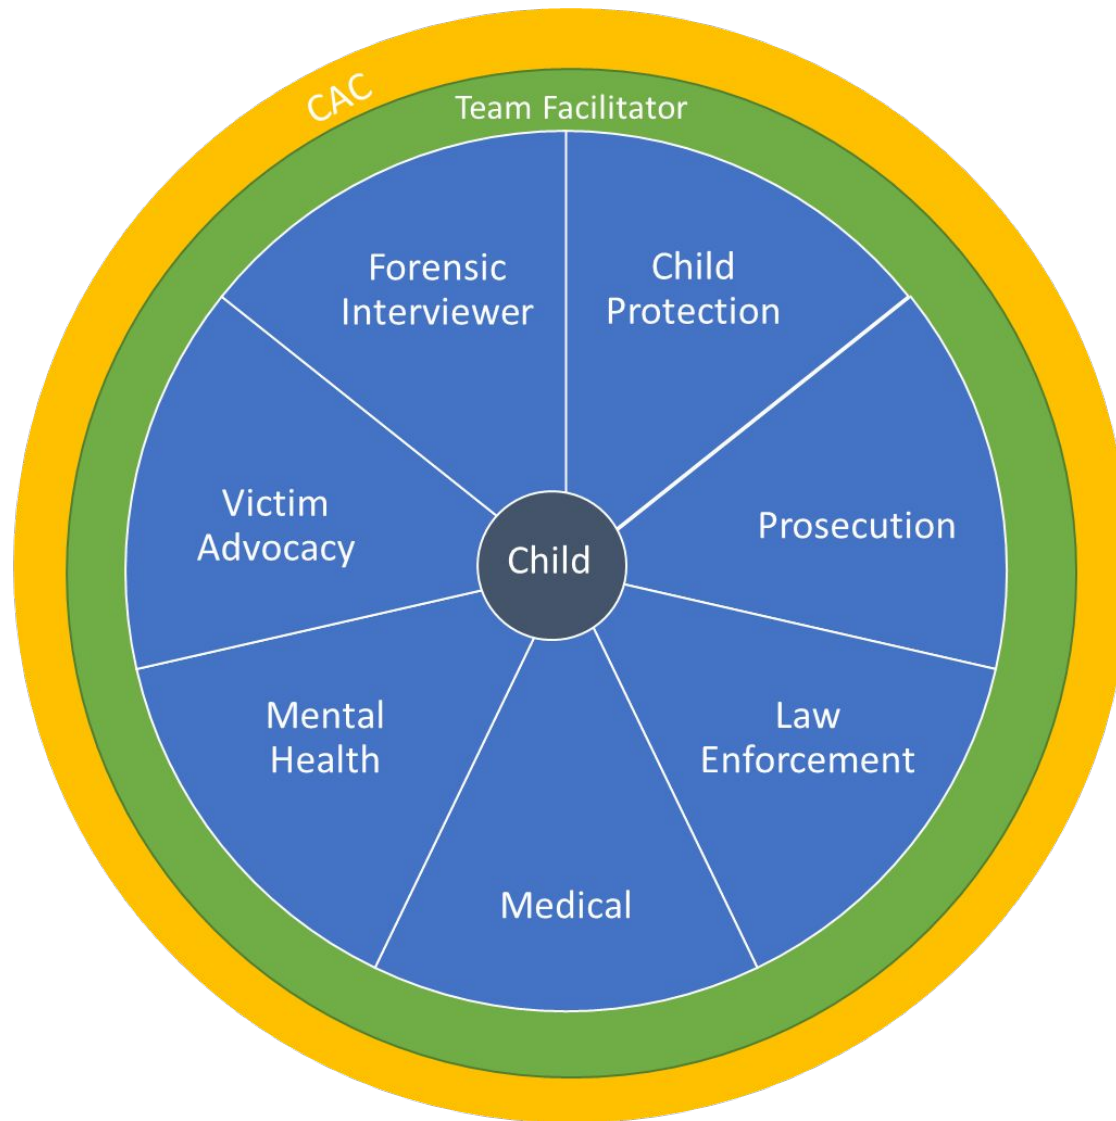 CAC
Team Facilitator
Forensic
Interviewer
Child
Protection
Victim
Advocacy
Prosecution
Child
Mental
Health
Law
Enforcement
Medical